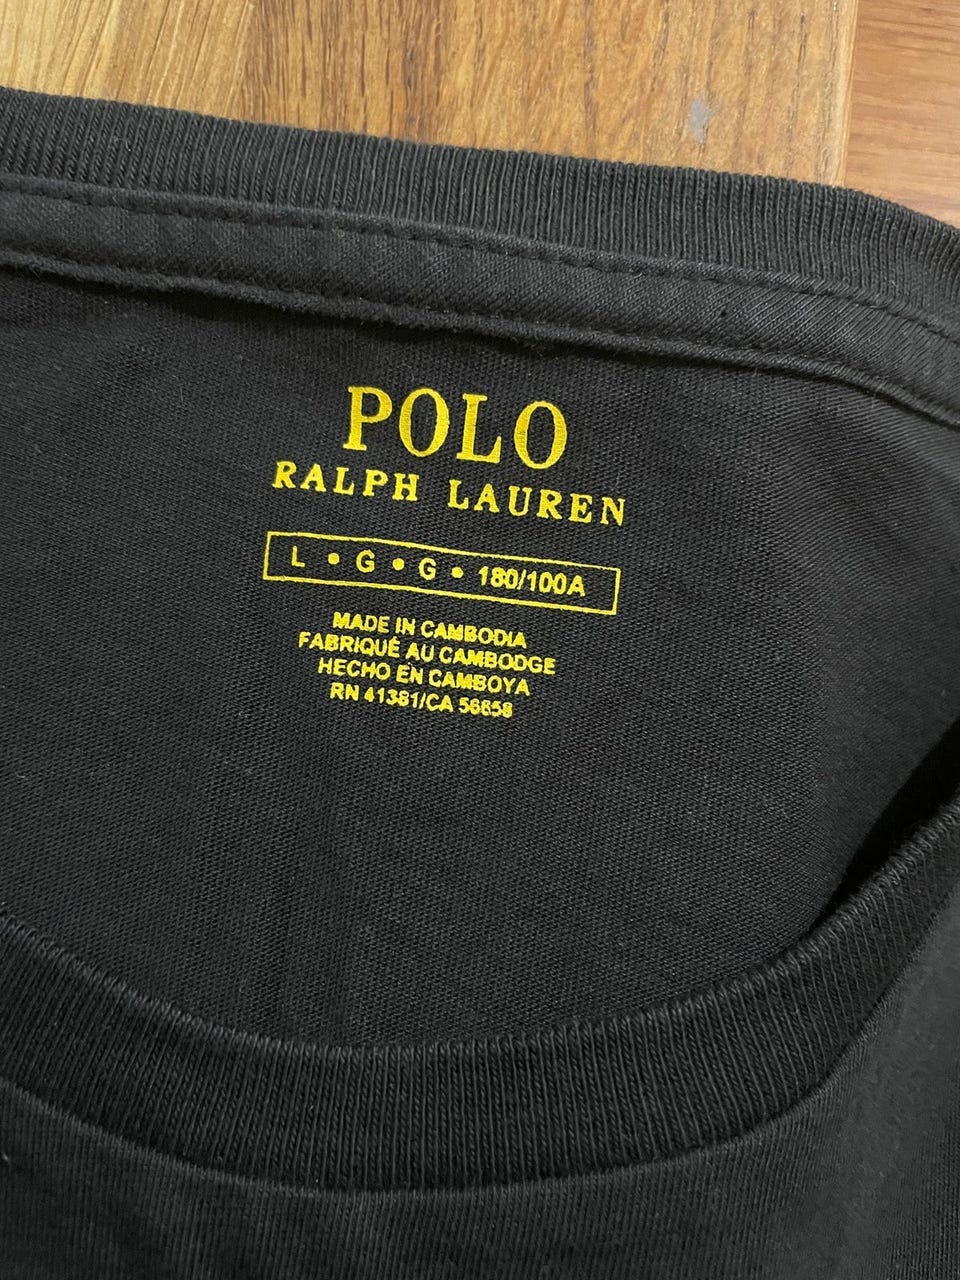 POLO
RALPH LAUREN
L • G • G • 180/100A
MADE IN CAMBODIA
FABRIQUÉ AU CAMBODGE
HECHO EN CAMBOYA
RN 41381/CA 56658